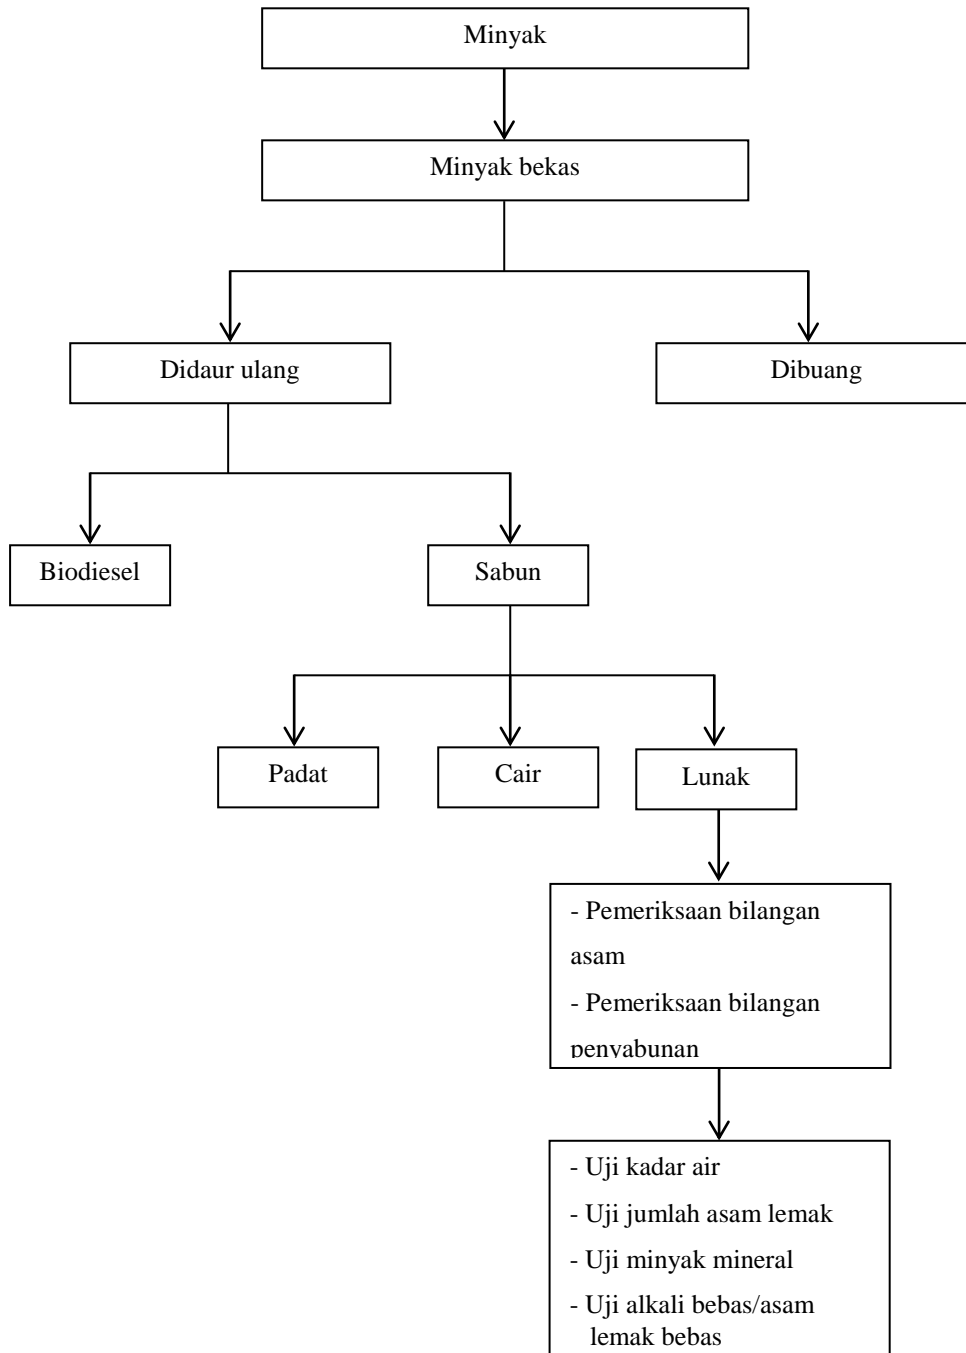 Minyak
Minyak bekas
Didaur ulang
Dibuang
Biodiesel
Sabun
Padat
Cair
Lunak
- Pemeriksaan bilangan
asam
- Pemeriksaan bilangan
penyabunan
- Uji kadar air
- Uji jumlah asam lemak
- Uji minyak mineral
- Uji alkali bebas/asam
lemak bebas